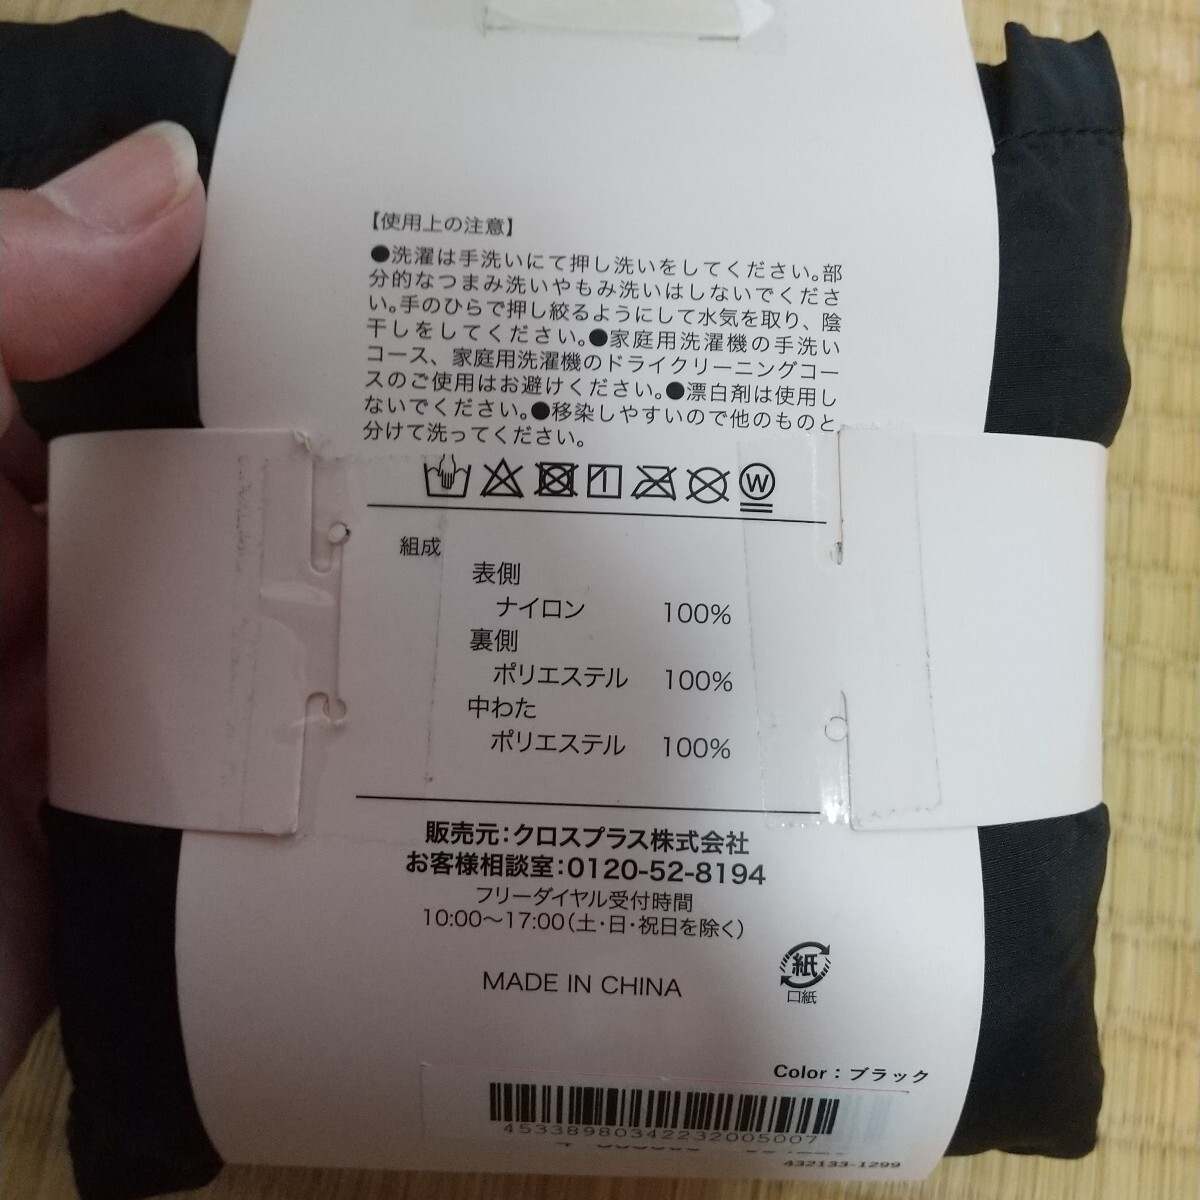 【使用上の注意】
●洗濯は手洗いにて押し洗いをしてください。部
分的なつまみ洗いやもみ洗いはしないでくださ
い。手のひらで押し絞るようにして水気を取り、陰
干しをしてください。●家庭用洗濯機の手洗い
コース、家庭用洗濯機のドライクリーニングコー
スのご使用はお避けください。●漂白剤は使用し
ないでください。●移染しやすいので他のものと
分けて洗ってください。
W
組成
表側
ナイロン 100%
裏側
ポリエステル 100%
中わた
ポリエステル 100%
販売元:クロスプラス株式会社
お客様相談室:0120-52-8194
フリーダイヤル受付時間
10:00〜17:00(土・日・祝日を除く)
MADE IN CHINA
紙
口紙
Color : ブラック
45338980342232005007
432133-1299